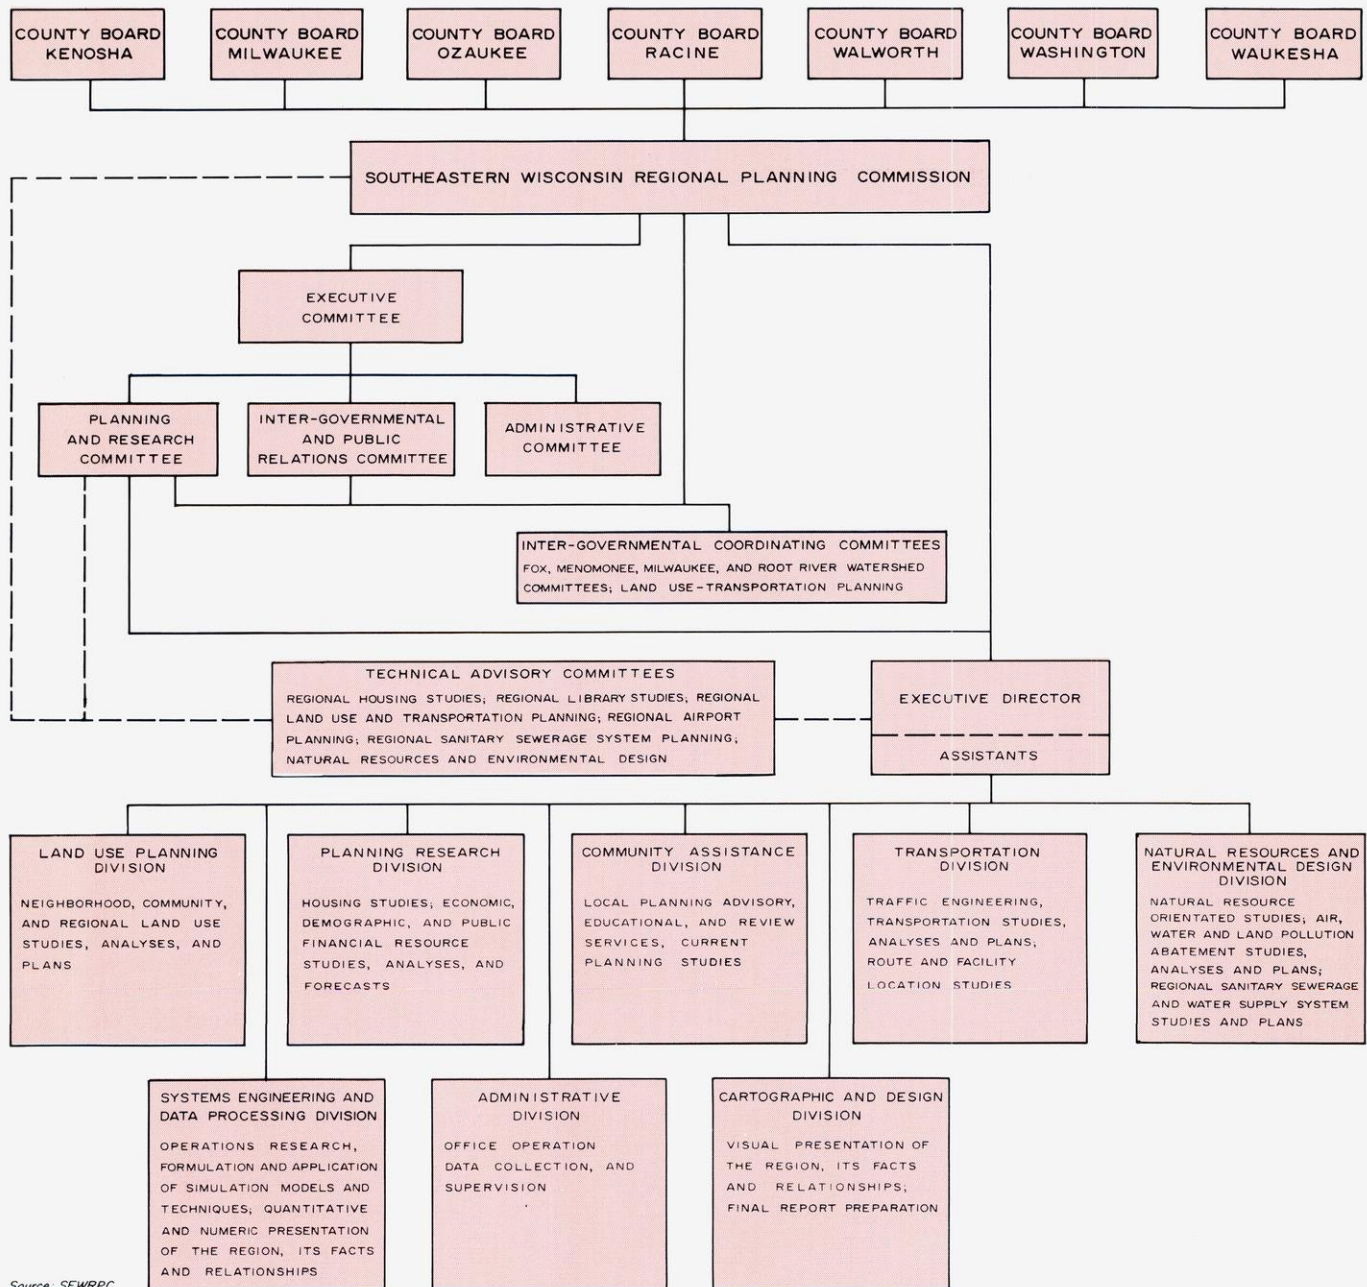 COUNTY BOARD
KENOSHA
COUNTY BOARD
MILWAUKEE
COUNTY BOARD
OZAUKEE
COUNTY BOARD
RACINE
COUNTY BOARD
WALWORTH
COUNTY BOARD
WASHINGTON
COUNTY BOARD
WAUKESHA
SOUTHEASTERN WISCONSIN REGIONAL PLANNING COMMISSION
EXECUTIVE
COMMITTEE
PLANNING
AND RESEARCH
COMMITTEE
INTER-GOVERNMENTAL
AND PUBLIC
RELATIONS COMMITTEE
ADMINISTRATIVE
COMMITTEE
INTER-GOVERNMENTAL COORDINATING COMMITTEES
FOX, MENOMONEE, MILWAUKEE, AND ROOT RIVER WATERSHED
COMMITTEES; LAND USE-TRANSPORTATION PLANNING
TECHNICAL ADVISORY COMMITTEES
REGIONAL HOUSING STUDIES; REGIONAL LIBRARY STUDIES; REGIONAL
LAND USE AND TRANSPORTATION PLANNING; REGIONAL AIRPORT
PLANNING; REGIONAL SANITARY SEWERAGE SYSTEM PLANNING;
NATURAL RESOURCES AND ENVIRONMENTAL DESIGN
EXECUTIVE DIRECTOR
ASSISTANTS
LAND USE PLANNING
DIVISION
NEIGHBORHOOD, COMMUNITY,
AND REGIONAL LAND USE
STUDIES, ANALYSES, AND
PLANS
PLANNING RESEARCH
DIVISION
HOUSING STUDIES; ECONOMIC,
DEMOGRAPHIC, AND PUBLIC
FINANCIAL RESOURCE
STUDIES, ANALYSES, AND
FORECASTS
COMMUNITY ASSISTANCE
DIVISION
LOCAL PLANNING ADVISORY,
EDUCATIONAL, AND REVIEW
SERVICES, CURRENT
PLANNING STUDIES
TRANSPORTATION
DIVISION
TRAFFIC ENGINEERING,
TRANSPORTATION STUDIES,
ANALYSES AND PLANS;
ROUTE AND FACILITY
LOCATION STUDIES
NATURAL RESOURCES AND
ENVIRONMENTAL DESIGN
DIVISION
NATURAL RESOURCE
ORIENTATED STUDIES; AIR,
WATER AND LAND POLLUTION
ABATEMENT STUDIES,
ANALYSES AND PLANS;
REGIONAL SANITARY SEWERAGE
AND WATER SUPPLY SYSTEM
STUDIES AND PLANS
SYSTEMS ENGINEERING AND
DATA PROCESSING DIVISION
OPERATIONS RESEARCH,
FORMULATION AND APPLICATION
OF SIMULATION MODELS AND
TECHNIQUES; QUANTITATIVE
AND NUMERIC PRESENTATION
OF THE REGION, ITS FACTS
AND RELATIONSHIPS
ADMINISTRATIVE
DIVISION
OFFICE OPERATION
DATA COLLECTION, AND
SUPERVISION
CARTOGRAPHIC AND DESIGN
DIVISION
VISUAL PRESENTATION OF
THE REGION, ITS FACTS
AND RELATIONSHIPS;
FINAL REPORT PREPARATION
Source: SEWRPC